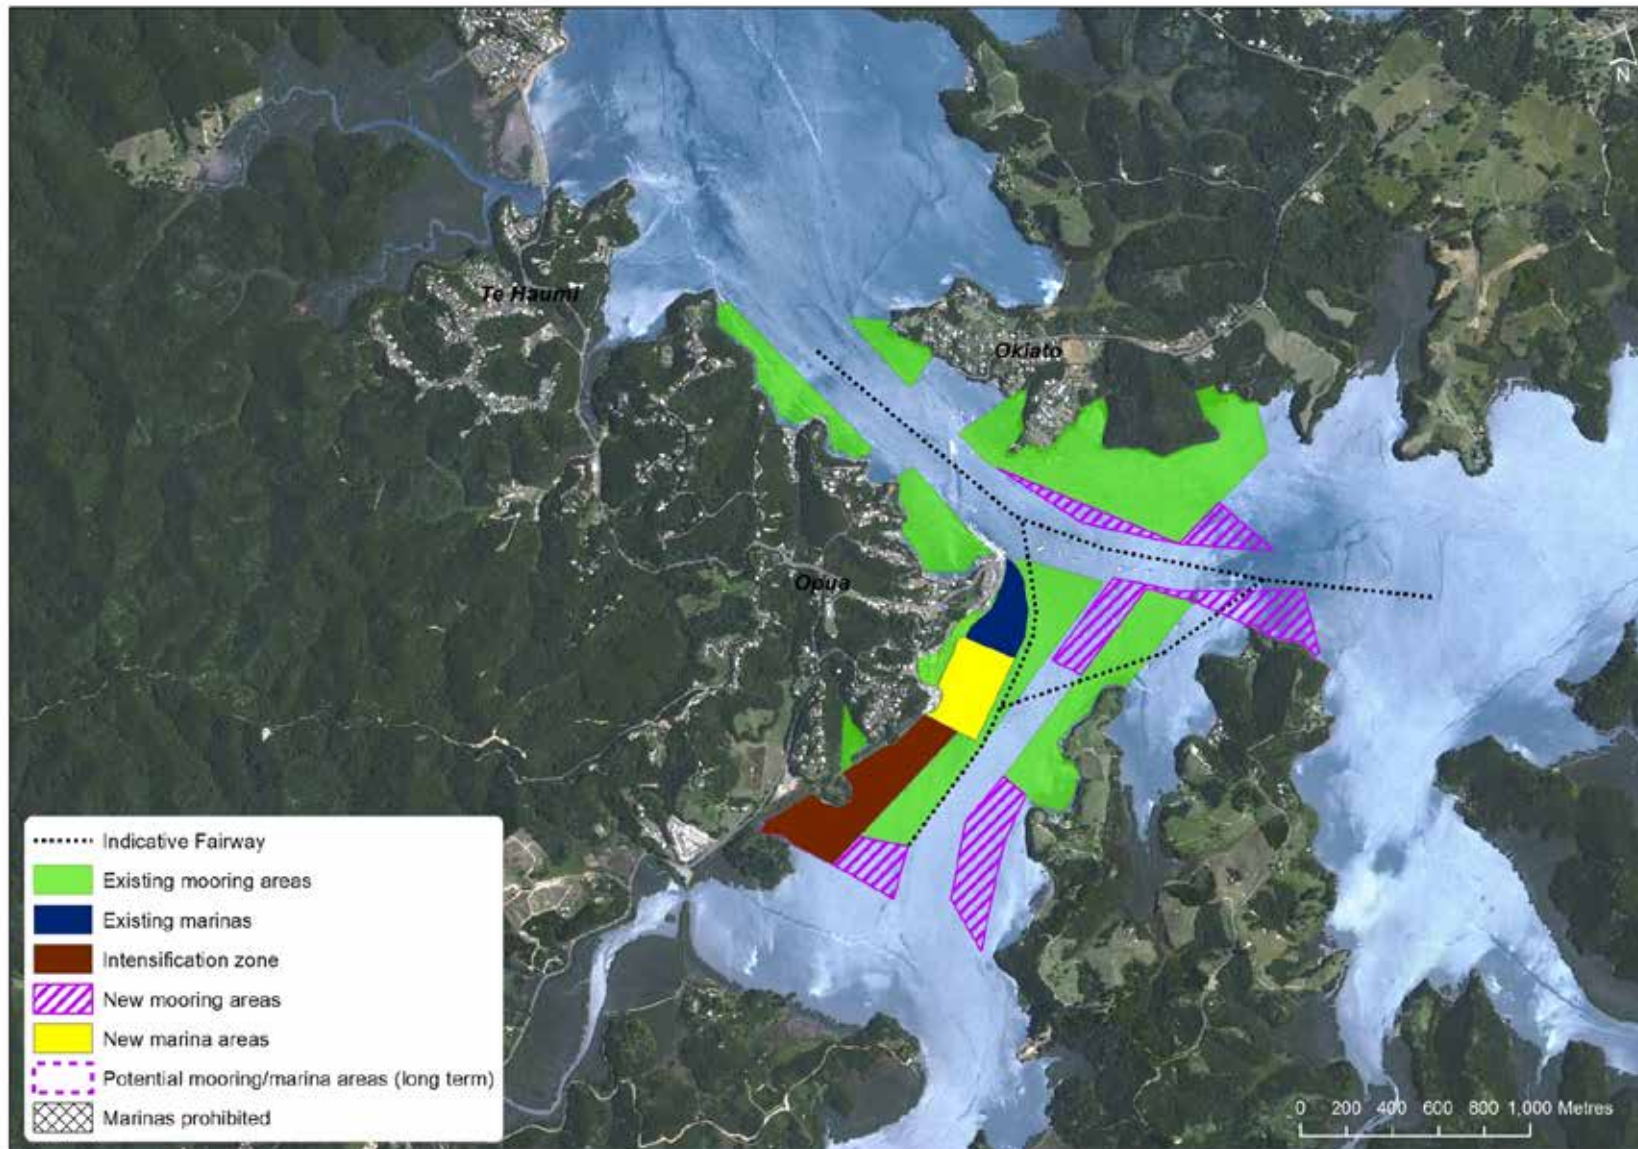 N
Te Haumi
Okiato
Opua
Indicative Fairway
Existing mooring areas
Existing marinas
Intensification zone
New mooring areas
New marina areas
Potential mooring/marina areas (long term)
Marinas prohibited
0 200 400 600 800 1,000 Metres